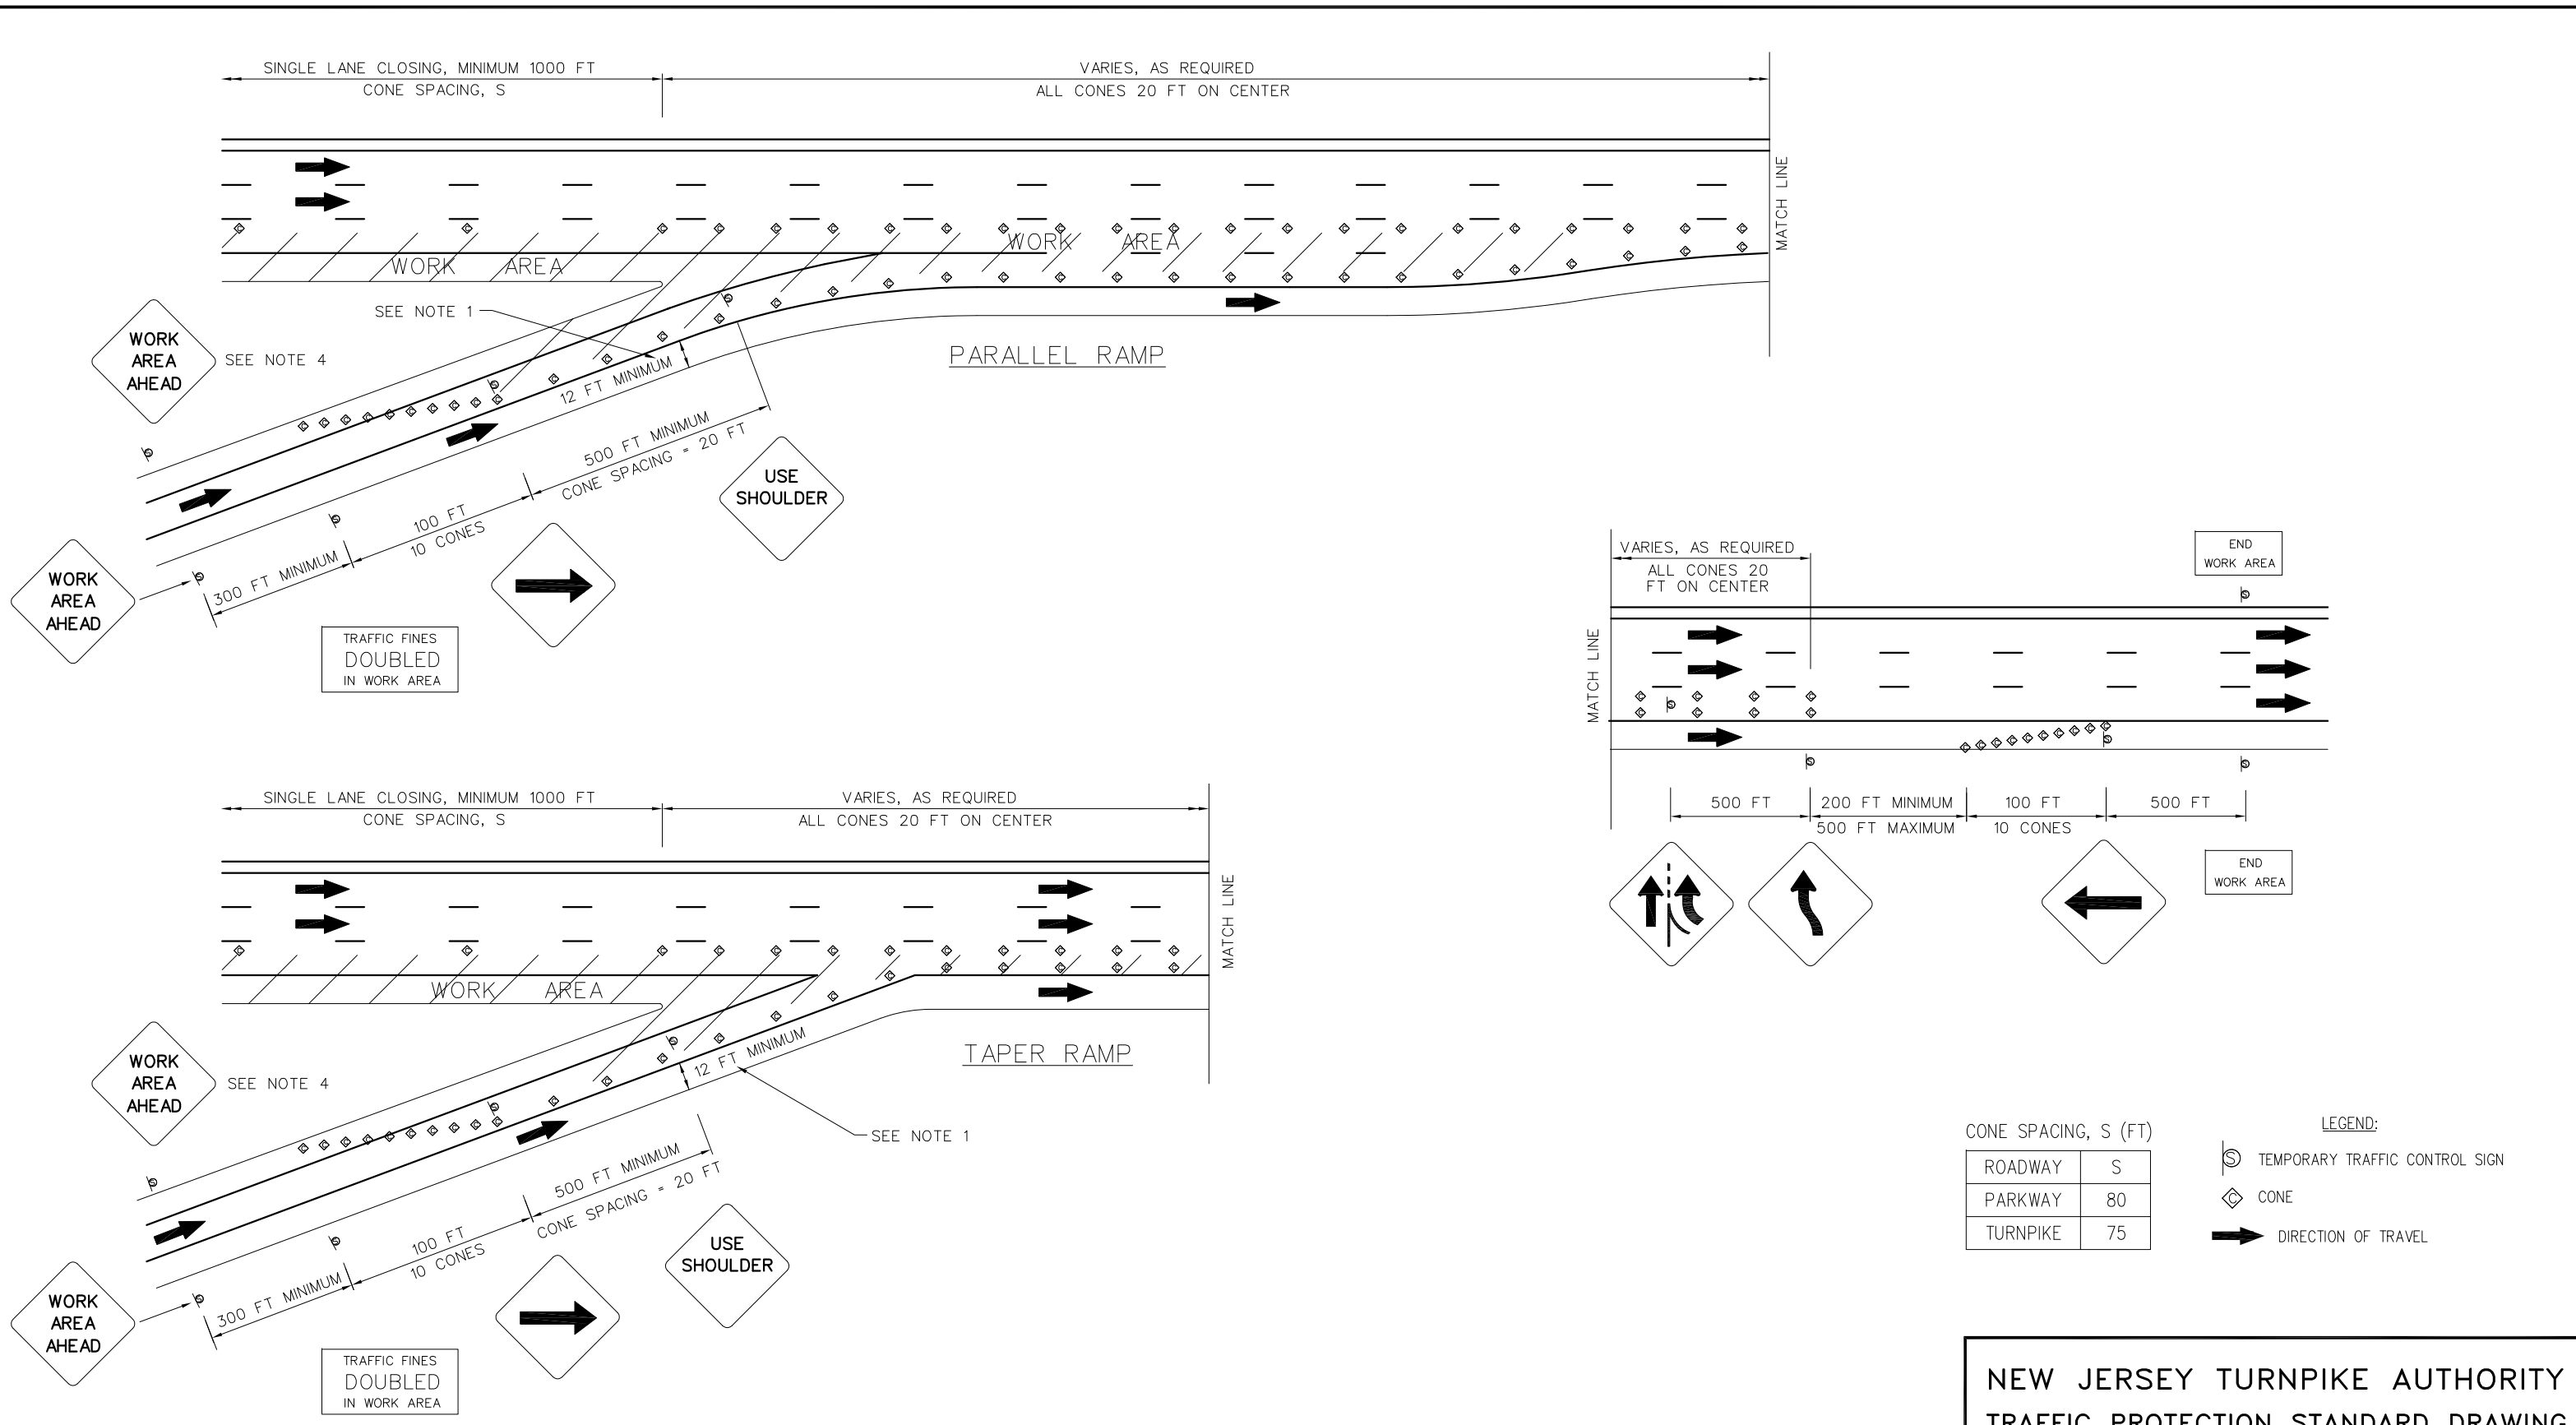 SINGLE LANE CLOSING, MINIMUM 1000 FT
CONE SPACING, S
VARIES, AS REQUIRED
ALL CONES 20 FT ON CENTER
MATCH LINE
WORK AREA
WORK AREA
SEE NOTE 1
WORK
AREA
AHEAD
SEE NOTE 4
12 FT MINIMUM
PARALLEL RAMP
500 FT MINIMUM
CONE SPACING = 20 FT
USE
SHOULDER
100 FT
10 CONES
300 FT MINIMUM
WORK
AREA
AHEAD
TRAFFIC FINES
DOUBLED
IN WORK AREA
VARIES, AS REQUIRED
ALL CONES 20
FT ON CENTER
END
WORK AREA
MATCH LINE
500 FT
200 FT MINIMUM
500 FT MAXIMUM
100 FT
10 CONES
500 FT
END
WORK AREA
SINGLE LANE CLOSING, MINIMUM 1000 FT
CONE SPACING, S
VARIES, AS REQUIRED
ALL CONES 20 FT ON CENTER
MATCH LINE
WORK AREA
WORK
AREA
AHEAD
SEE NOTE 4
12 FT MINIMUM
TAPER RAMP
SEE NOTE 1
500 FT MINIMUM
CONE SPACING = 20 FT
USE
SHOULDER
100 FT
10 CONES
300 FT MINIMUM
WORK
AREA
AHEAD
TRAFFIC FINES
DOUBLED
IN WORK AREA
CONE SPACING, S (FT)
ROADWAY S
PARKWAY 80
TURNPIKE 75
LEGEND:
S TEMPORARY TRAFFIC CONTROL SIGN
C CONE
DIRECTION OF TRAVEL
NEW JERSEY TURNPIKE AUTHORITY
TRAFFIC PROTECTION STANDARD DRAWING